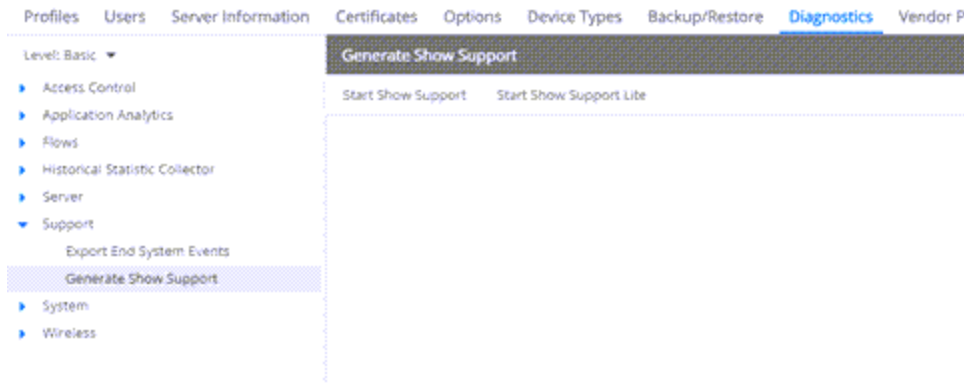 Profiles Users Server Information Certificates Options Device Types Backup/Restore Diagnostics Vendor P
Level: Basic
Generate Show Support
Start Show Support Start Show Support Lite
Access Control
Application Analytics
Flows
Historical Statistic Collector
Server
Support
Export End System Events
Generate Show Support
System
Wireless